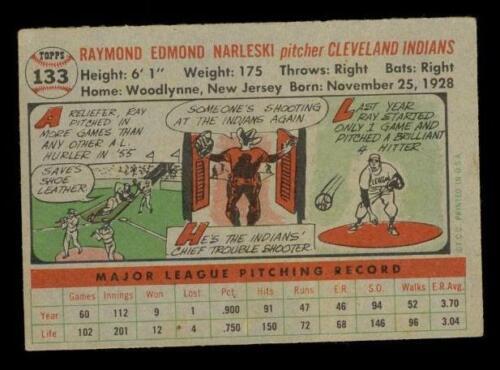 TOPPS
133
RAYMOND EDMOND NARLESKI pitcher CLEVELAND INDIANS
Height: 6' 1" Weight: 175 Throws: Right Bats: Right
Home: Woodlynne, New Jersey Born: November 25, 1928
A RELIEFER, RAY
PITCHED IN
MORE GAMES THAN
ANY OTHER A.L.
HURLER IN '55
SAVES
SHOE
LEATHER.
SOMEONE'S SHOOTING
AT THE INDIANS AGAIN
HE'S THE INDIANS'
CHIEF TROUBLE SHOOTER.
LAST YEAR
RAY STARTED
ONLY 1 GAME AND
PITCHED A BRILLIANT
4 HITTER
©T.C.G. PRINTED IN U.S.A.
MAJOR LEAGUE PITCHING RECORD
Games Innings Won Lost Pct. Hits Runs E.R. S.O. Walks E.R.Avg.
Year 60 112 9 1 .900 91 47 46 94 52 3.70
Life 102 201 12 4 .750 150 72 68 146 96 3.04